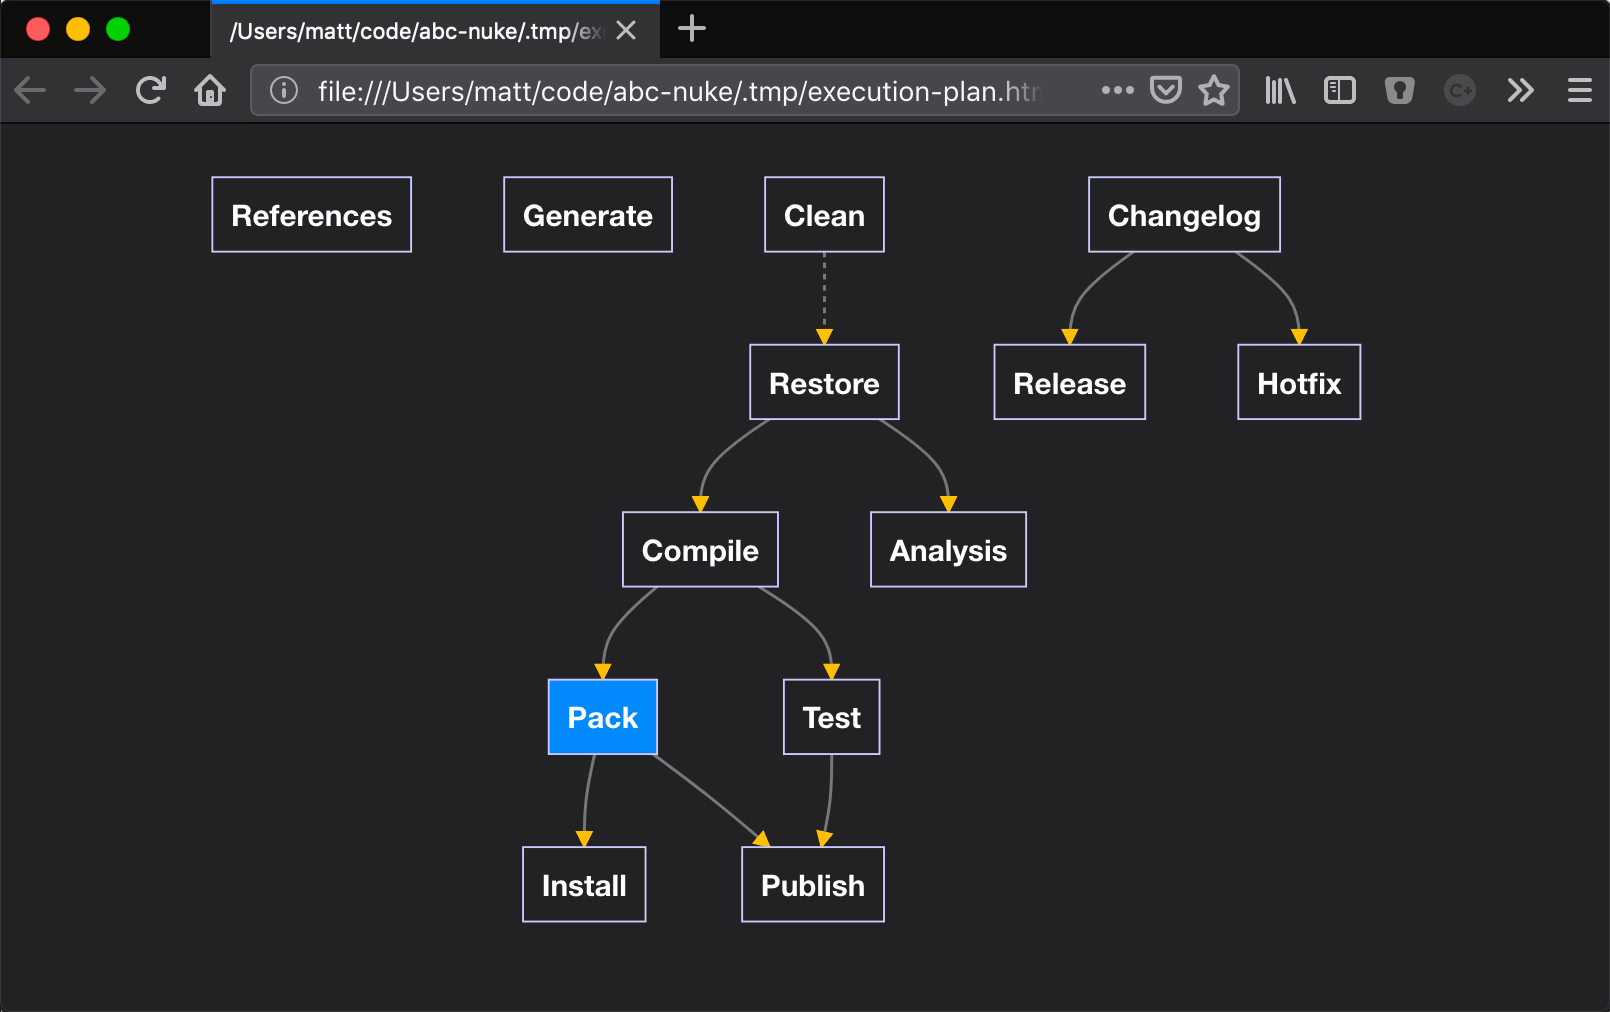 /Users/matt/code/abc-nuke/.tmp/exe
file:///Users/matt/code/abc-nuke/.tmp/execution-plan.htm
References
Generate
Clean
Changelog
Restore
Release
Hotfix
Compile
Analysis
Pack
Test
Install
Publish